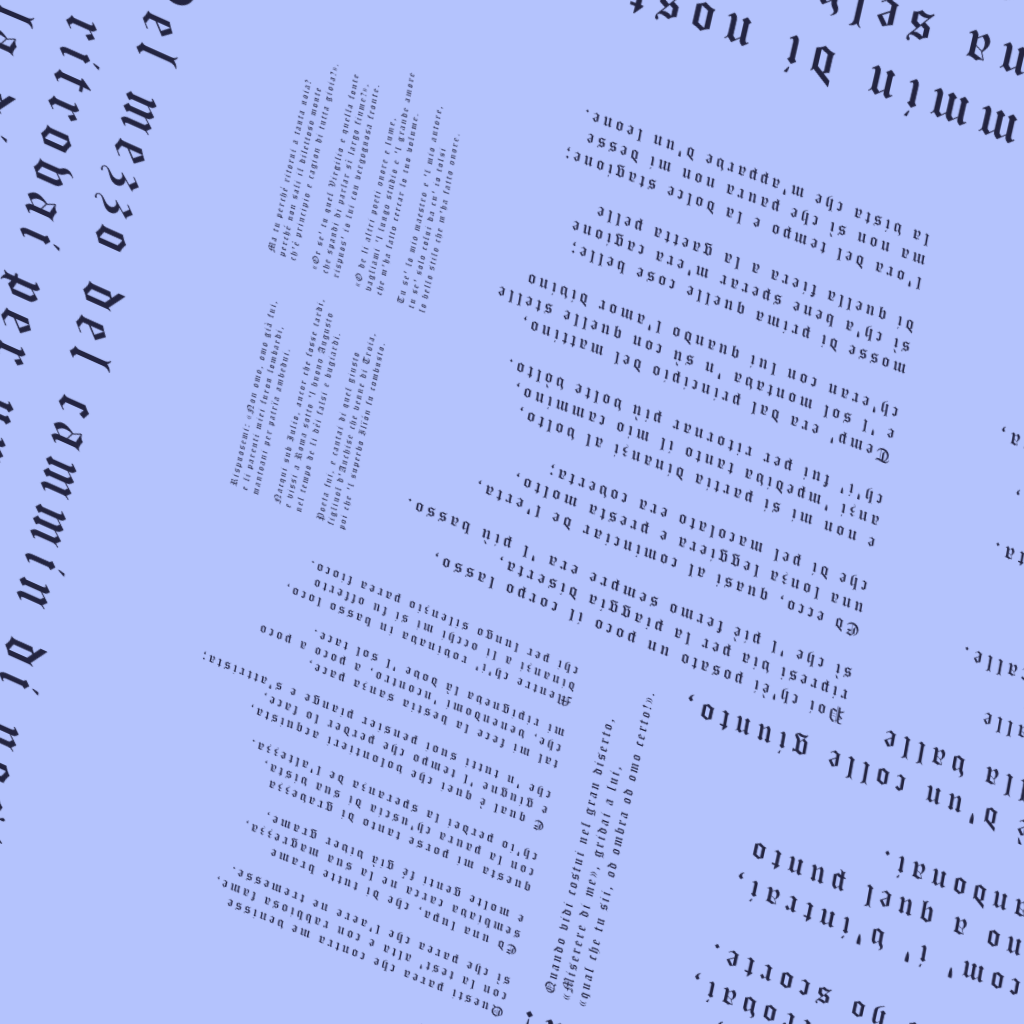 el mezzo del cammin di
ritrovai per
mmin di nost
na selv
rovai,
ho scorte.
com' i' v'intrai,
no a quel punto
andonai.
d'un colle giunto,
lla valle
alle
calle.
Poi ch'èi posato un poco il corpo lasso,
ripresi via per la piaggia diserta,
sì che 'l piè fermo sempre era 'l più basso.
Ed ecco, quasi al cominciar de l'erta,
una lonza leggiera e presta molto,
che di pel macolato era coverta;
e non mi si partia dinanzi al volto,
anzi 'mpediva tanto il mio cammino,
ch'i' fui per ritornar più volte vòlto.
Temp' era dal principio del mattino,
e 'l sol montava 'n sù con quelle stelle
ch'eran con lui quando l'amor divino
mosse di prima quelle cose belle;
sì ch'a bene sperar m'era cagione
di quella fiera a la gaetta pelle
l'ora del tempo e la dolce stagione;
ma non sì che paura non mi desse
la vista che m'apparve d'un leone.
Questi parea che contra me venisse
con la test' alta e con rabbiosa fame,
sì che parea che l'aere ne tremesse.
Ed una lupa, che di tutte brame
sembiava carca ne la sua magrezza,
e molte genti fé già viver grame,
questa mi porse tanto di gravezza
con la paura ch'uscia di sua vista,
ch'io perdei la speranza de l'altezza.
E qual è quei che volontieri acquista,
e giugne 'l tempo che perder lo face,
che 'n tutti suoi pensier piange e s'attrista;
tal mi fece la bestia sanza pace,
che, venendomi 'ncontro, a poco a poco
mi ripigneva là dove 'l sol tace.
Mentre ch'i' rovinava in basso loco,
dinanzi a li occhi mi si fu offerto
chi per lungo silenzio parea fioco.
Quando vidi costui nel gran diserto,
«Miserere di me», gridai a lui,
«qual che tu sii, od ombra od omo certo!».
Rispuosemi: «Non omo, omo già fui,
e li parenti miei furon lombardi,
mantoani per patrïa ambedui.
Nacqui sub Iulio, ancor che fosse tardi,
e vissi a Roma sotto 'l buono Augusto
nel tempo de li dèi falsi e bugiardi.
Poeta fui, e cantai di quel giusto
figliuol d'Anchise che venne di Troia,
poi che 'l superbo Ilïón fu combusto.
Ma tu perché ritorni a tanta noia?
perché non sali il dilettoso monte
ch'è principio e cagion di tutta gioia?».
«Or se' tu quel Virgilio e quella fonte
che spandi di parlar sì largo fiume?»,
rispuos' io lui con vergognosa fronte.
«O de li altri poeti onore e lume,
vagliami 'l lungo studio e 'l grande amore
che m'ha fatto cercar lo tuo volume.
Tu se' lo mio maestro e 'l mio autore,
tu se' solo colui da cu' io tolsi
lo bello stilo che m'ha fatto onore.